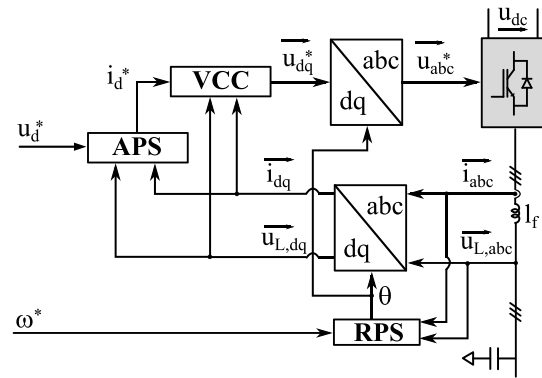 u_dc
i_d^*
VCC
u_dq^*
abc
dq
u_abc^*
u_d^*
APS
i_dq
abc
dq
i_abc
l_f
u_L,dq
u_L,abc
θ
ω^*
RPS